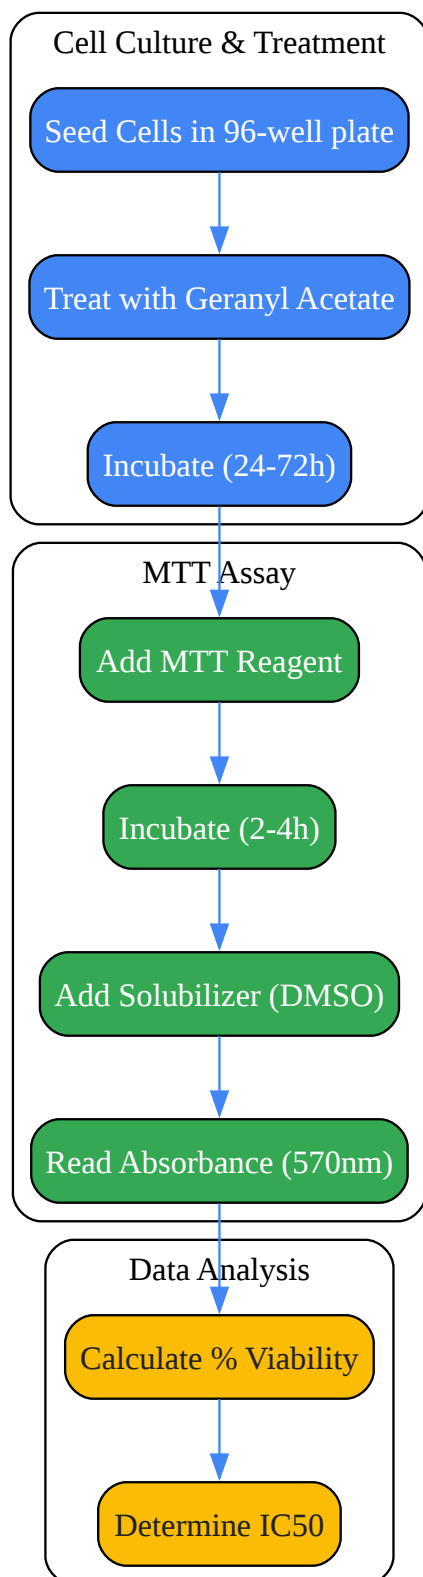 Cell Culture & Treatment
Seed Cells in 96-well plate
Treat with Geranyl Acetate
Incubate (24-72h)
MTT Assay
Add MTT Reagent
Incubate (2-4h)
Add Solubilizer (DMSO)
Read Absorbance (570nm)
Data Analysis
Calculate % Viability
Determine IC50